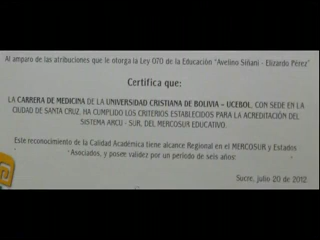 Al amparo de las atribuciones que le otorga la Ley 070 de la Educación "Avelino Siñani - Elizardo Pérez"
Certifica que:
LA CARRERA DE MEDICINA DE LA UNIVERSIDAD CRISTIANA DE BOLIVIA – UCEBOL, CON SEDE EN LA
CIUDAD DE SANTA CRUZ, HA CUMPLIDO LOS CRITERIOS ESTABLECIDOS PARA LA ACREDITACIÓN DEL
SISTEMA ARCU - SUR, DEL MERCOSUR EDUCATIVO.
Este reconocimiento de la Calidad Académica tiene alcance Regional en el MERCOSUR y Estados
Asociados, y posee validez por un periodo de seis años.
Sucre, julio 20 de 2012.